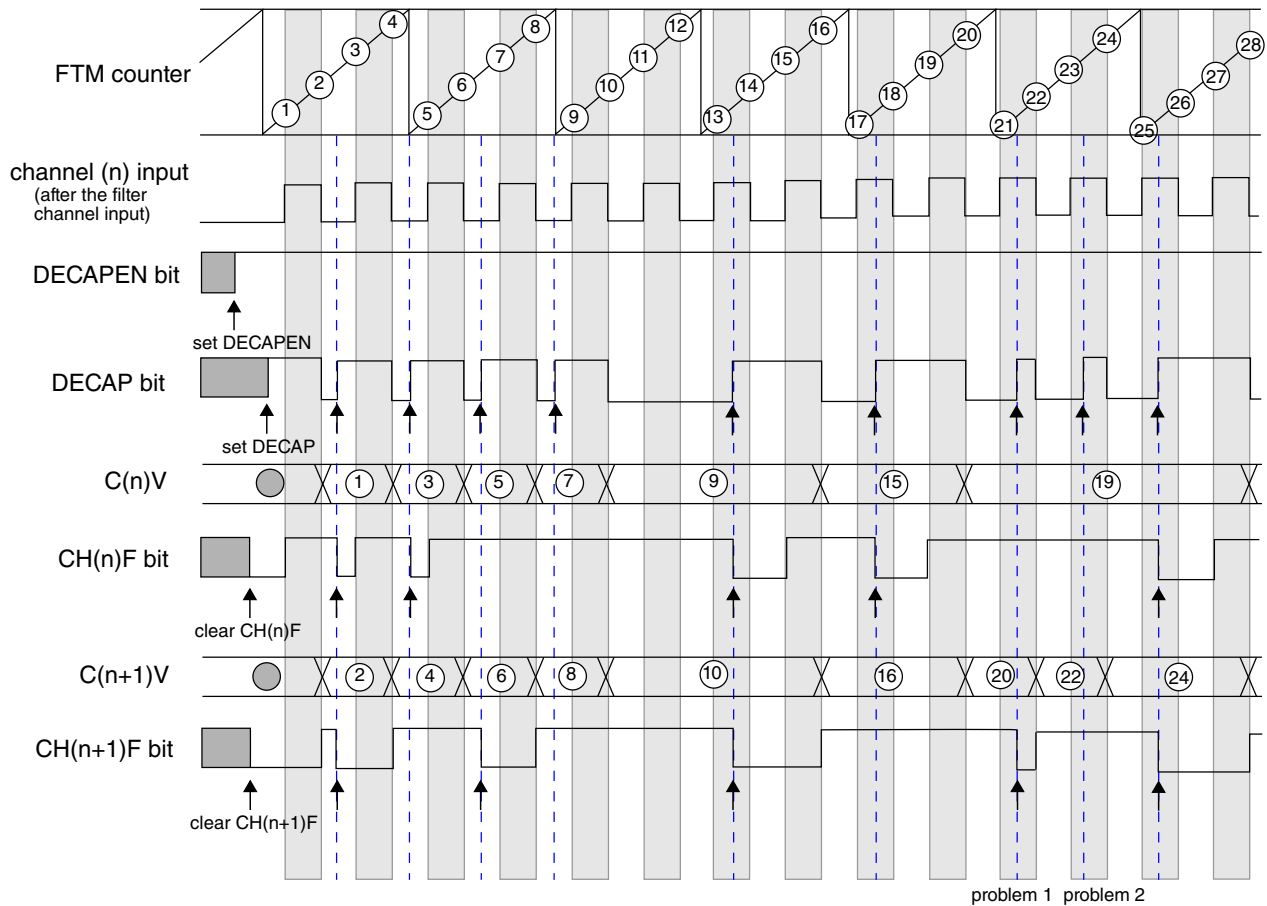 4 8 12 16 20 24 28
3 7 11 15 19 23 27
FTM counter
2 6 10 14 18 22 26
1 5 9 13 17 21 25
channel (n) input
(after the filter
channel input)
DECAPEN bit
set DECAPEN
DECAP bit
set DECAP
C(n)V 1 3 5 7 9 15 19
CH(n)F bit
clear CH(n)F
C(n+1)V 2 4 6 8 10 16 20 22 24
CH(n+1)F bit
clear CH(n+1)F
problem 1 problem 2